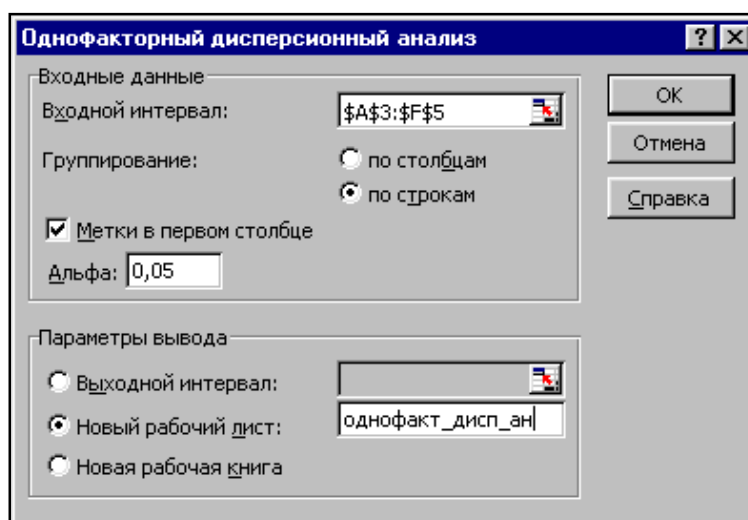 Однофакторный дисперсионный анализ
Входные данные
Входной интервал: $A$3:$F$5
Группирование: по столбцам
по строкам
Метки в первом столбце
Альфа: 0,05
OK
Отмена
Справка
Параметры вывода
Выходной интервал:
Новый рабочий лист: однофакт_дисп_ан
Новая рабочая книга